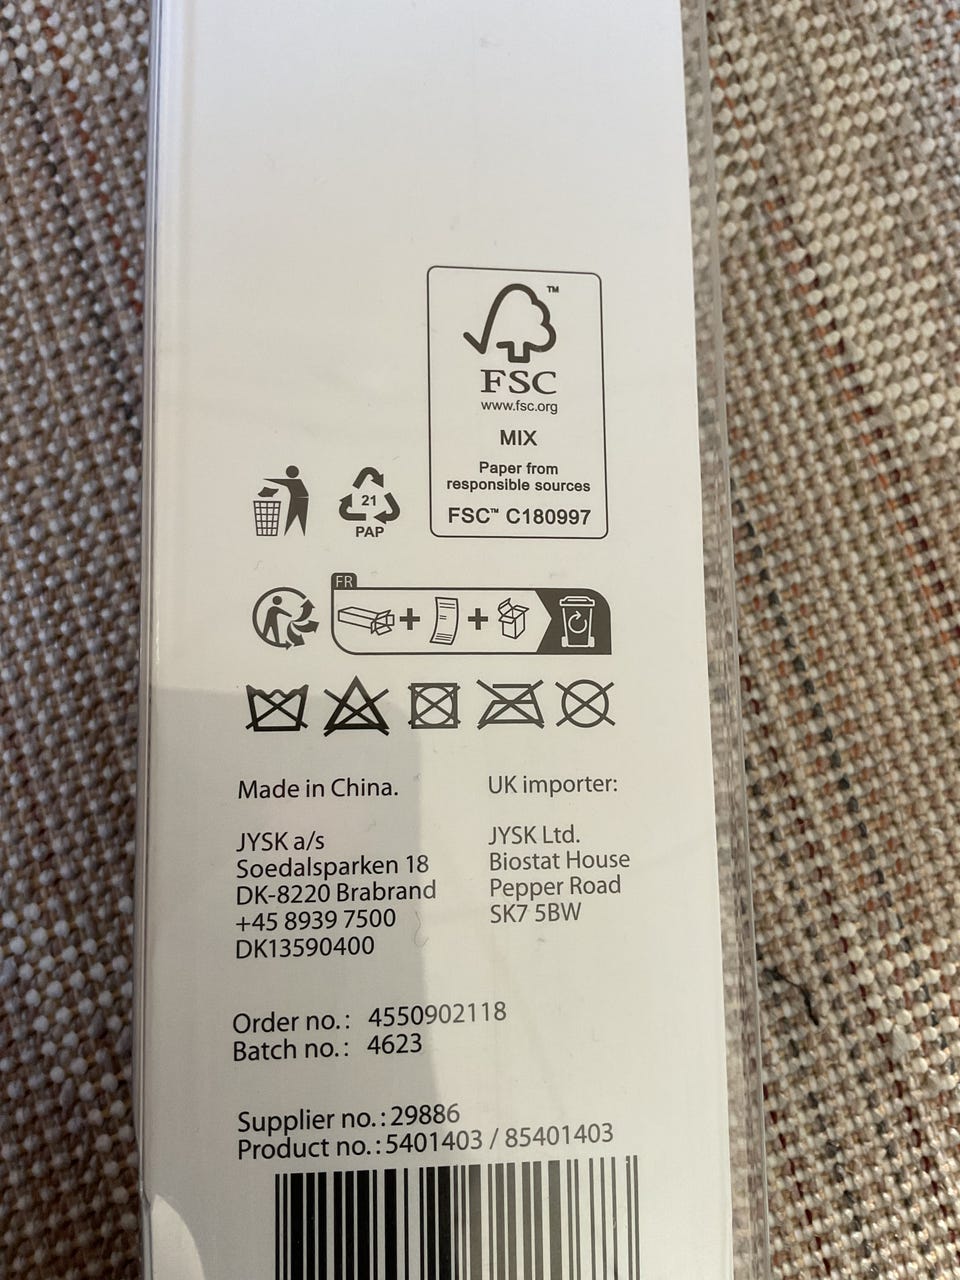 ™
FSC
www.fsc.org
MIX
Paper from
responsible sources
FSC™ C180997
21
PAP
FR
Made in China.
JYSK a/s
Soedalsparken 18
DK-8220 Brabrand
+45 8939 7500
DK13590400
UK importer:
JYSK Ltd.
Biostat House
Pepper Road
SK7 5BW
Order no.: 4550902118
Batch no.: 4623
Supplier no.: 29886
Product no.: 5401403 / 85401403